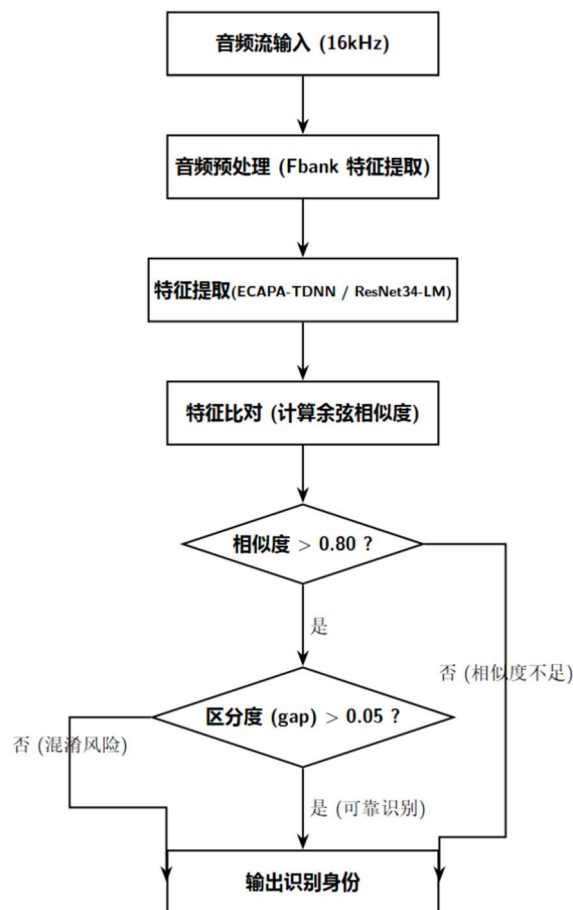 音频流输入 (16kHz)
音频预处理 (Fbank 特征提取)
特征提取(ECAPA-TDNN / ResNet34-LM)
特征比对 (计算余弦相似度)
相似度 > 0.80 ?
是
否 (相似度不足)
区分度 (gap) > 0.05 ?
否 (混淆风险)
是 (可靠识别)
输出识别身份